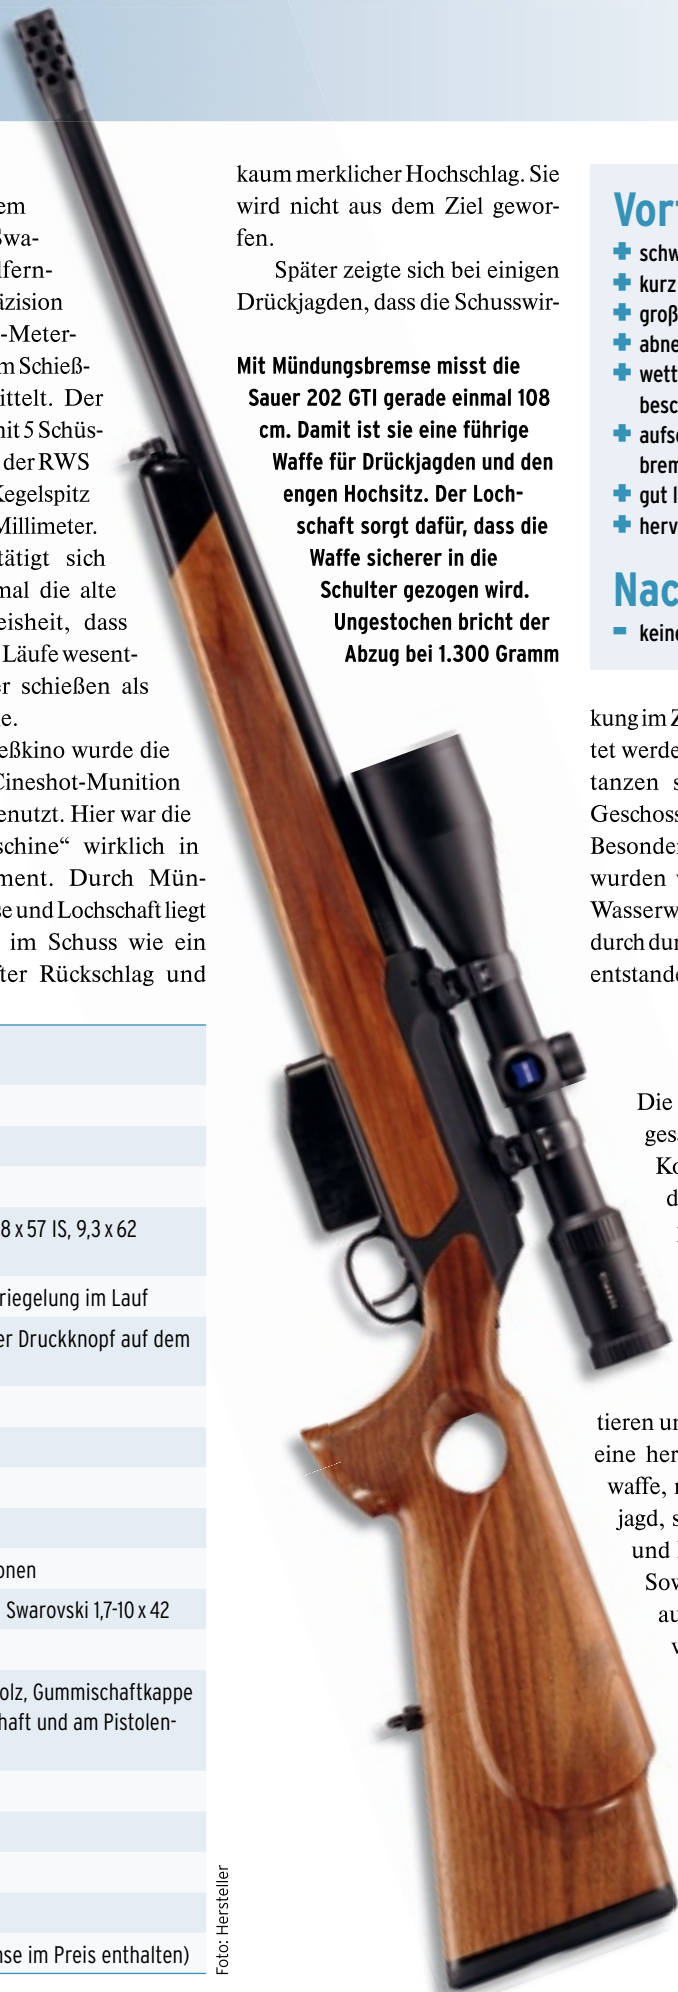 em
Swa-
lfern-
äzision
-Meter-
m Schieß-
ittelt. Der
mit 5 Schüs-
der RWS
Kegelspitz
Millimeter.
tätigt sich
mal die alte
eisheit, dass
Läufe wesent-
er schießen als
e.
eßkino wurde die
Cineshot-Munition
enutzt. Hier war die
schine“ wirklich in
ment. Durch Mün-
se und Lochschaft liegt
im Schuss wie ein
fter Rückschlag und
8 x 57 IS, 9,3 x 62
riegelung im Lauf
er Druckknopf auf dem
onen
Swarovski 1,7-10 x 42
olz, Gummischaftkappe
haft und am Pistolen-
nse im Preis enthalten)
Foto: Hersteller
kaum merklicher Hochschlag. Sie
wird nicht aus dem Ziel gewor-
fen.
Später zeigte sich bei einigen
Drückjagden, dass die Schusswir-
Mit Mündungsbremse misst die
Sauer 202 GTI gerade einmal 108
cm. Damit ist sie eine führige
Waffe für Drückjagden und den
engen Hochsitz. Der Loch-
schaft sorgt dafür, dass die
Waffe sicherer in die
Schulter gezogen wird.
Ungestochen bricht der
Abzug bei 1.300 Gramm
Vor
+ schw
+ kurz
+ groß
+ abne
+ wett
besc
+ aufs
brem
+ gut l
+ herv
Nac
- kein
kung im Z
tet werde
tanzen s
Geschoss
Besonder
wurden
Wasserw
durch dur
entstande
Die
ges
Ko
d
tieren un
eine her
waffe,
jagd, s
und
Sow
au